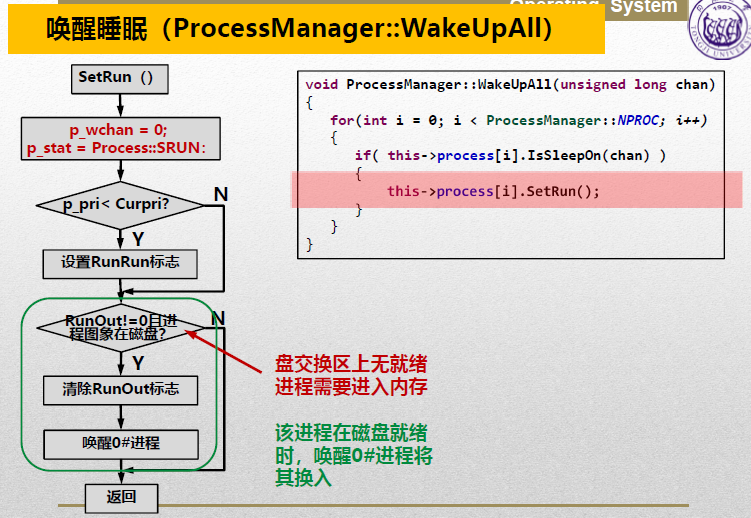 Operating System
唤醒睡眠（ProcessManager::WakeUpAll）
1907
TONGJI UNIVERSITY
SetRun（）
p_wchan = 0;
p_stat = Process::SRUN:
p_pri< Curpri?
N
Y
设置RunRun标志
RunOut!=0且进
程图象在磁盘?
N
Y
清除RunOut标志
唤醒0#进程
返回
void ProcessManager::WakeUpAll(unsigned long chan)
{
for(int i = 0; i < ProcessManager::NPROC; i++)
{
if( this->process[i].IsSleepOn(chan) )
{
this->process[i].SetRun();
}
}
}
盘交换区上无就绪
进程需要进入内存
该进程在磁盘就绪
时，唤醒0#进程将
其换入